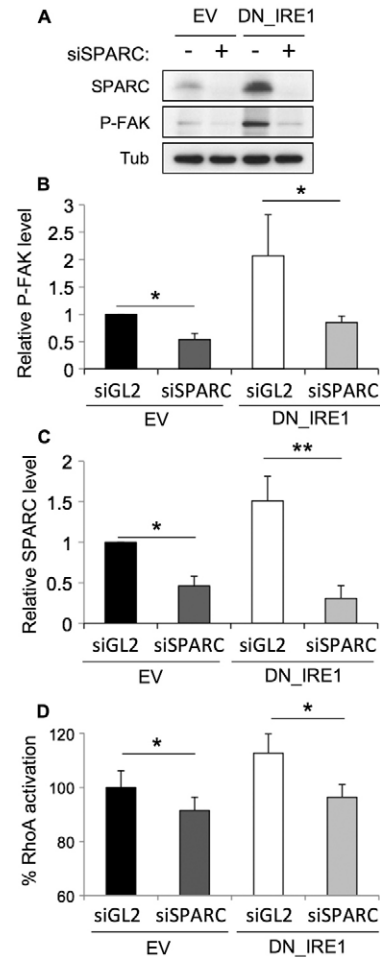 A
EV DN_IRE1
siSPARC: - + - +
SPARC
P-FAK
Tub
B
Relative P-FAK level
3
2.5
2
1.5
1
0.5
0
*
*
siGL2 siSPARC siGL2 siSPARC
EV DN_IRE1
C
Relative SPARC level
2
1.5
1
0.5
0
*
**
siGL2 siSPARC siGL2 siSPARC
EV DN_IRE1
D
% RhoA activation
120
100
80
60
*
*
siGL2 siSPARC siGL2 siSPARC
EV DN_IRE1